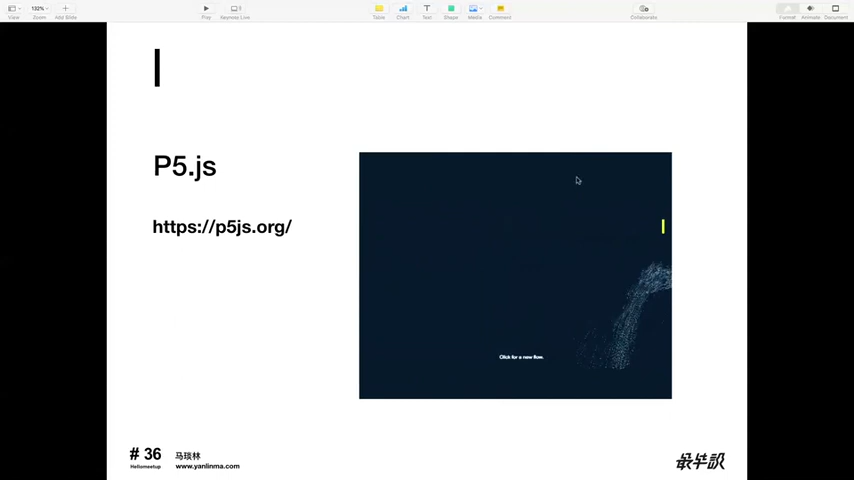 View
132%
Zoom
Add Slide
Play
Keynote Live
Table
Chart
Text
Shape
Media
Comment
Collaborate
Format
Animate
Document
P5.js
https://p5js.org/
Click for a new flow.
# 36
Hellomeetup
马琰林
www.yanlinma.com